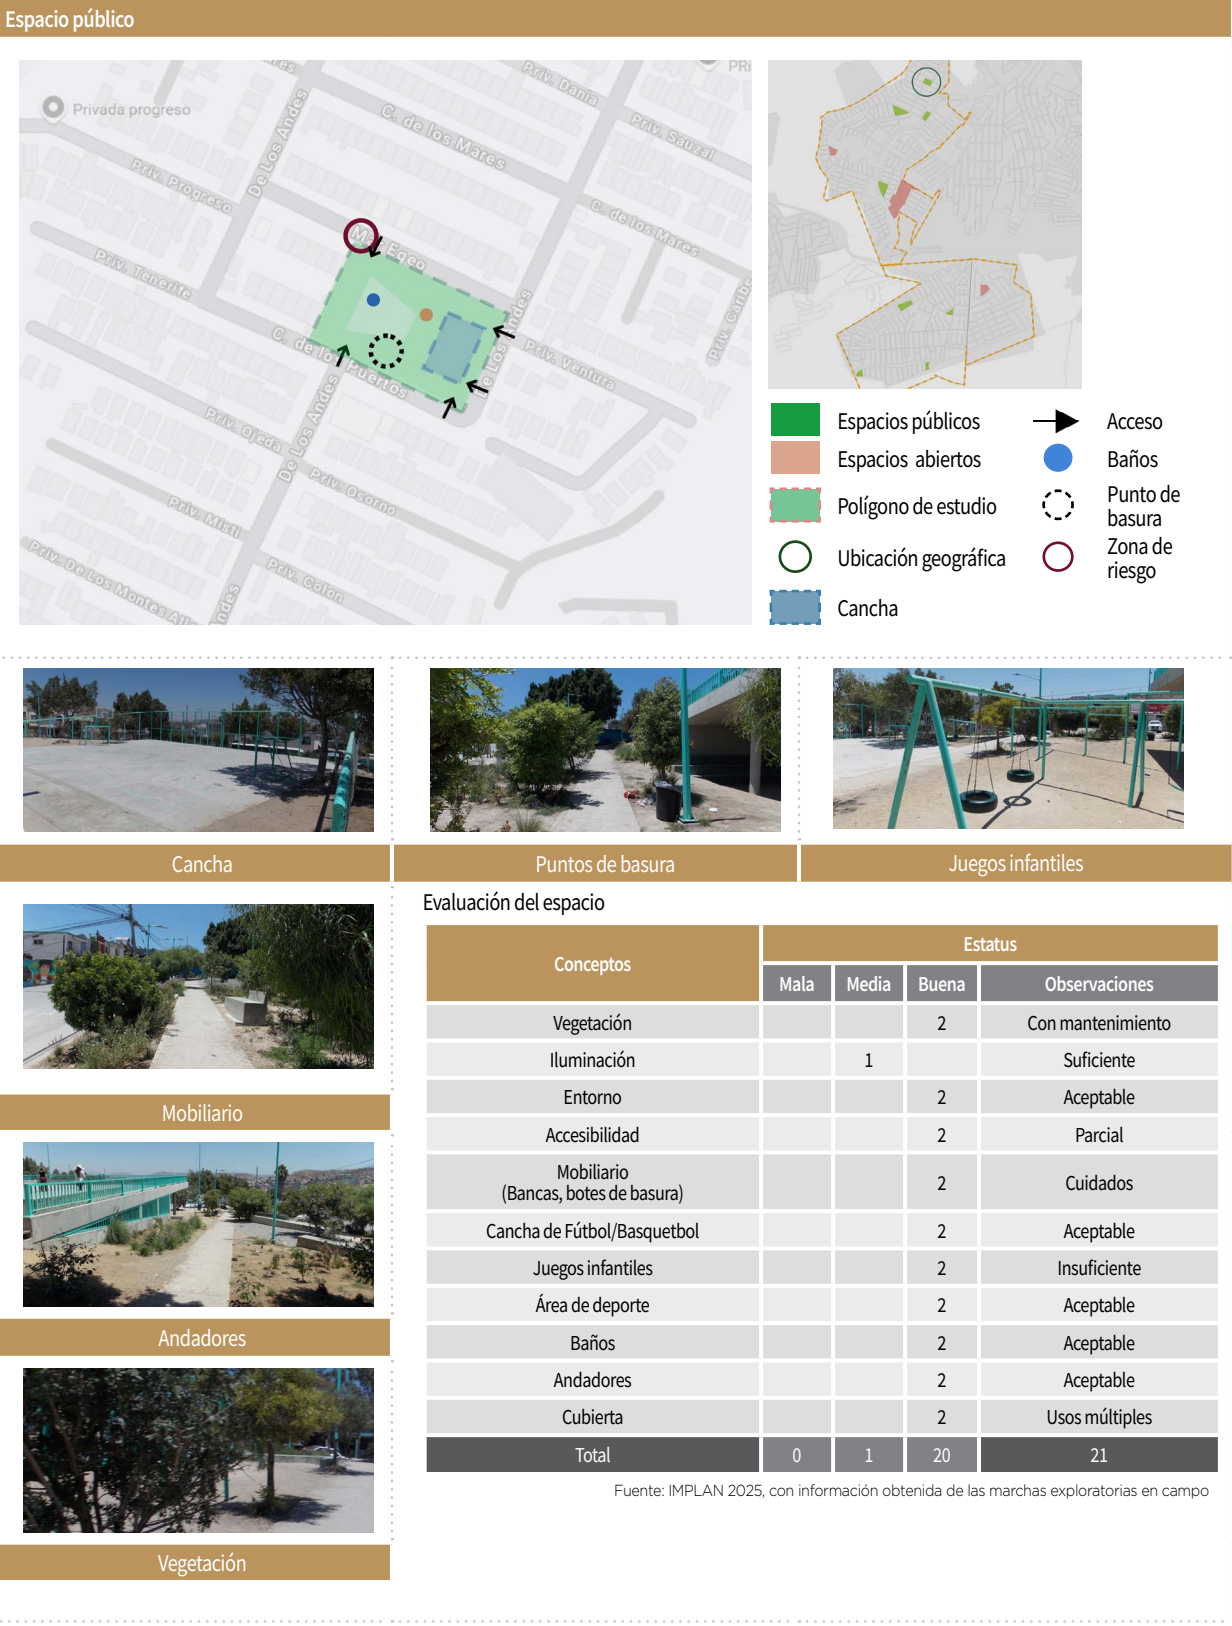 Espacio público
Privada progreso
Priv. Dania
Priv. Sauzal
C. de los Mares
De Los Andes
Priv. Progreso
C. de los Mares
Priv. Tenerife
Egeo
Priv. Caribe
Priv. Ventura
C. de los Puertos
Priv. Ojeda
De Los Andes
Priv. Osorno
Priv. Misti
Priv. Colon
Priv. De Los Montes
Espacios públicos
Espacios abiertos
Polígono de estudio
Ubicación geográfica
Cancha
Acceso
Baños
Punto de
basura
Zona de
riesgo
Cancha
Puntos de basura
Juegos infantiles
Mobiliario
Andadores
Vegetación
Evaluación del espacio
Conceptos Estatus
Mala Media Buena Observaciones
Vegetación 2 Con mantenimiento
Iluminación 1 Suficiente
Entorno 2 Aceptable
Accesibilidad 2 Parcial
Mobiliario
(Bancas, botes de basura) 2 Cuidados
Cancha de Fútbol/Basquetbol 2 Aceptable
Juegos infantiles 2 Insuficiente
Área de deporte 2 Aceptable
Baños 2 Aceptable
Andadores 2 Aceptable
Cubierta 2 Usos múltiples
Total 0 1 20 21
Fuente: IMPLAN 2025, con información obtenida de las marchas exploratorias en campo